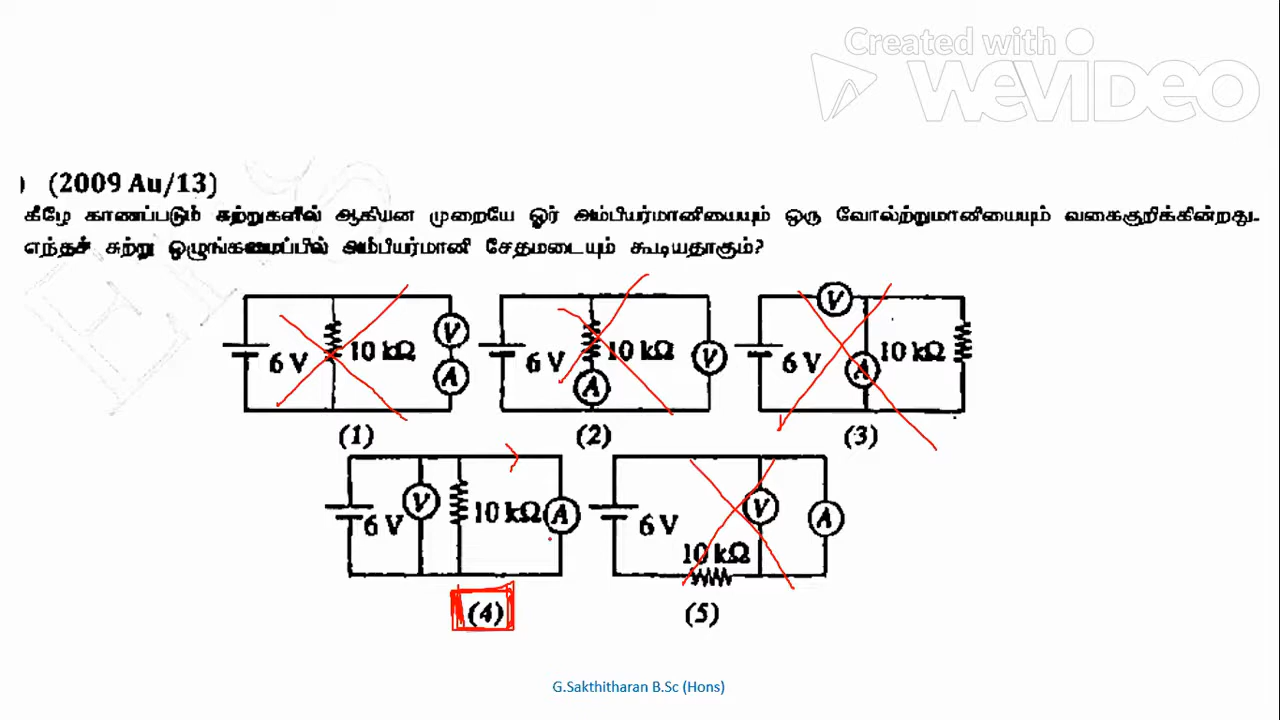 Created with
WEVIDEO
) (2009 Au/13)
கீழே காணப்படும் சுற்றுகளில் ஆகியன முறையே ஓர் அம்பியர்மானியையும் ஒரு வோல்ற்றுமானியையும் வகைகுறிக்கின்றது.
எந்தச் சுற்று ஒழுங்கமைப்பில் அம்பியர்மானி சேதமடையும் கூடியதாகும்?
6 V 10 kΩ V A
6 V 10 kΩ A V
6 V V A 10 kΩ
(1) (2) (3)
6 V V 10 kΩ A
6 V 10 kΩ V A
(4) (5)
G.Sakthitharan B.Sc (Hons)